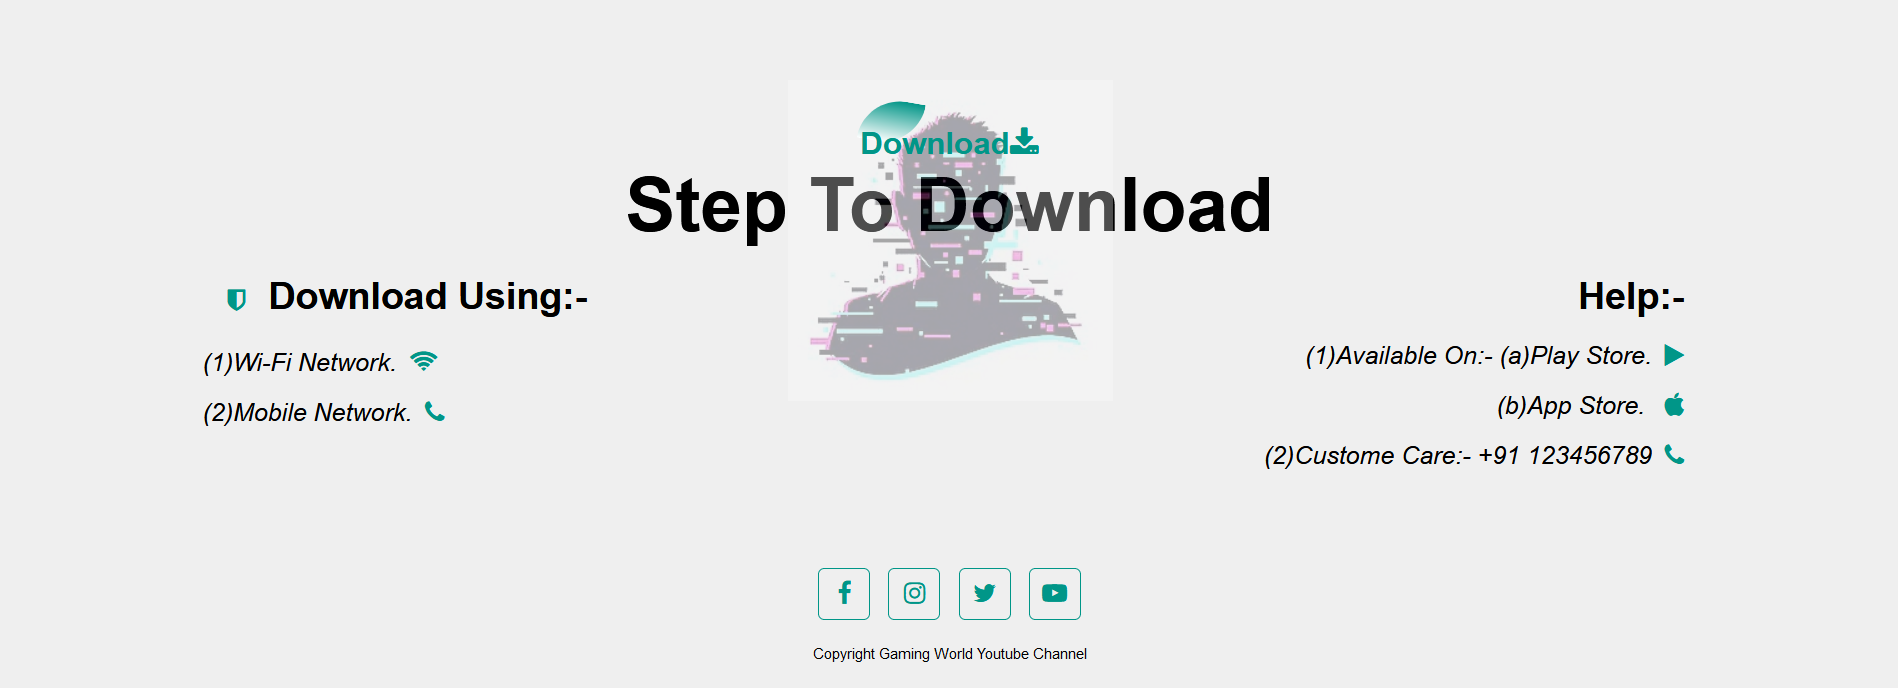 Download
Step To Download
Download Using:-
(1)Wi-Fi Network.
(2)Mobile Network.
Help:-
(1)Available On:- (a)Play Store.
(b)App Store.
(2)Custome Care:- +91 123456789
Copyright Gaming World Youtube Channel